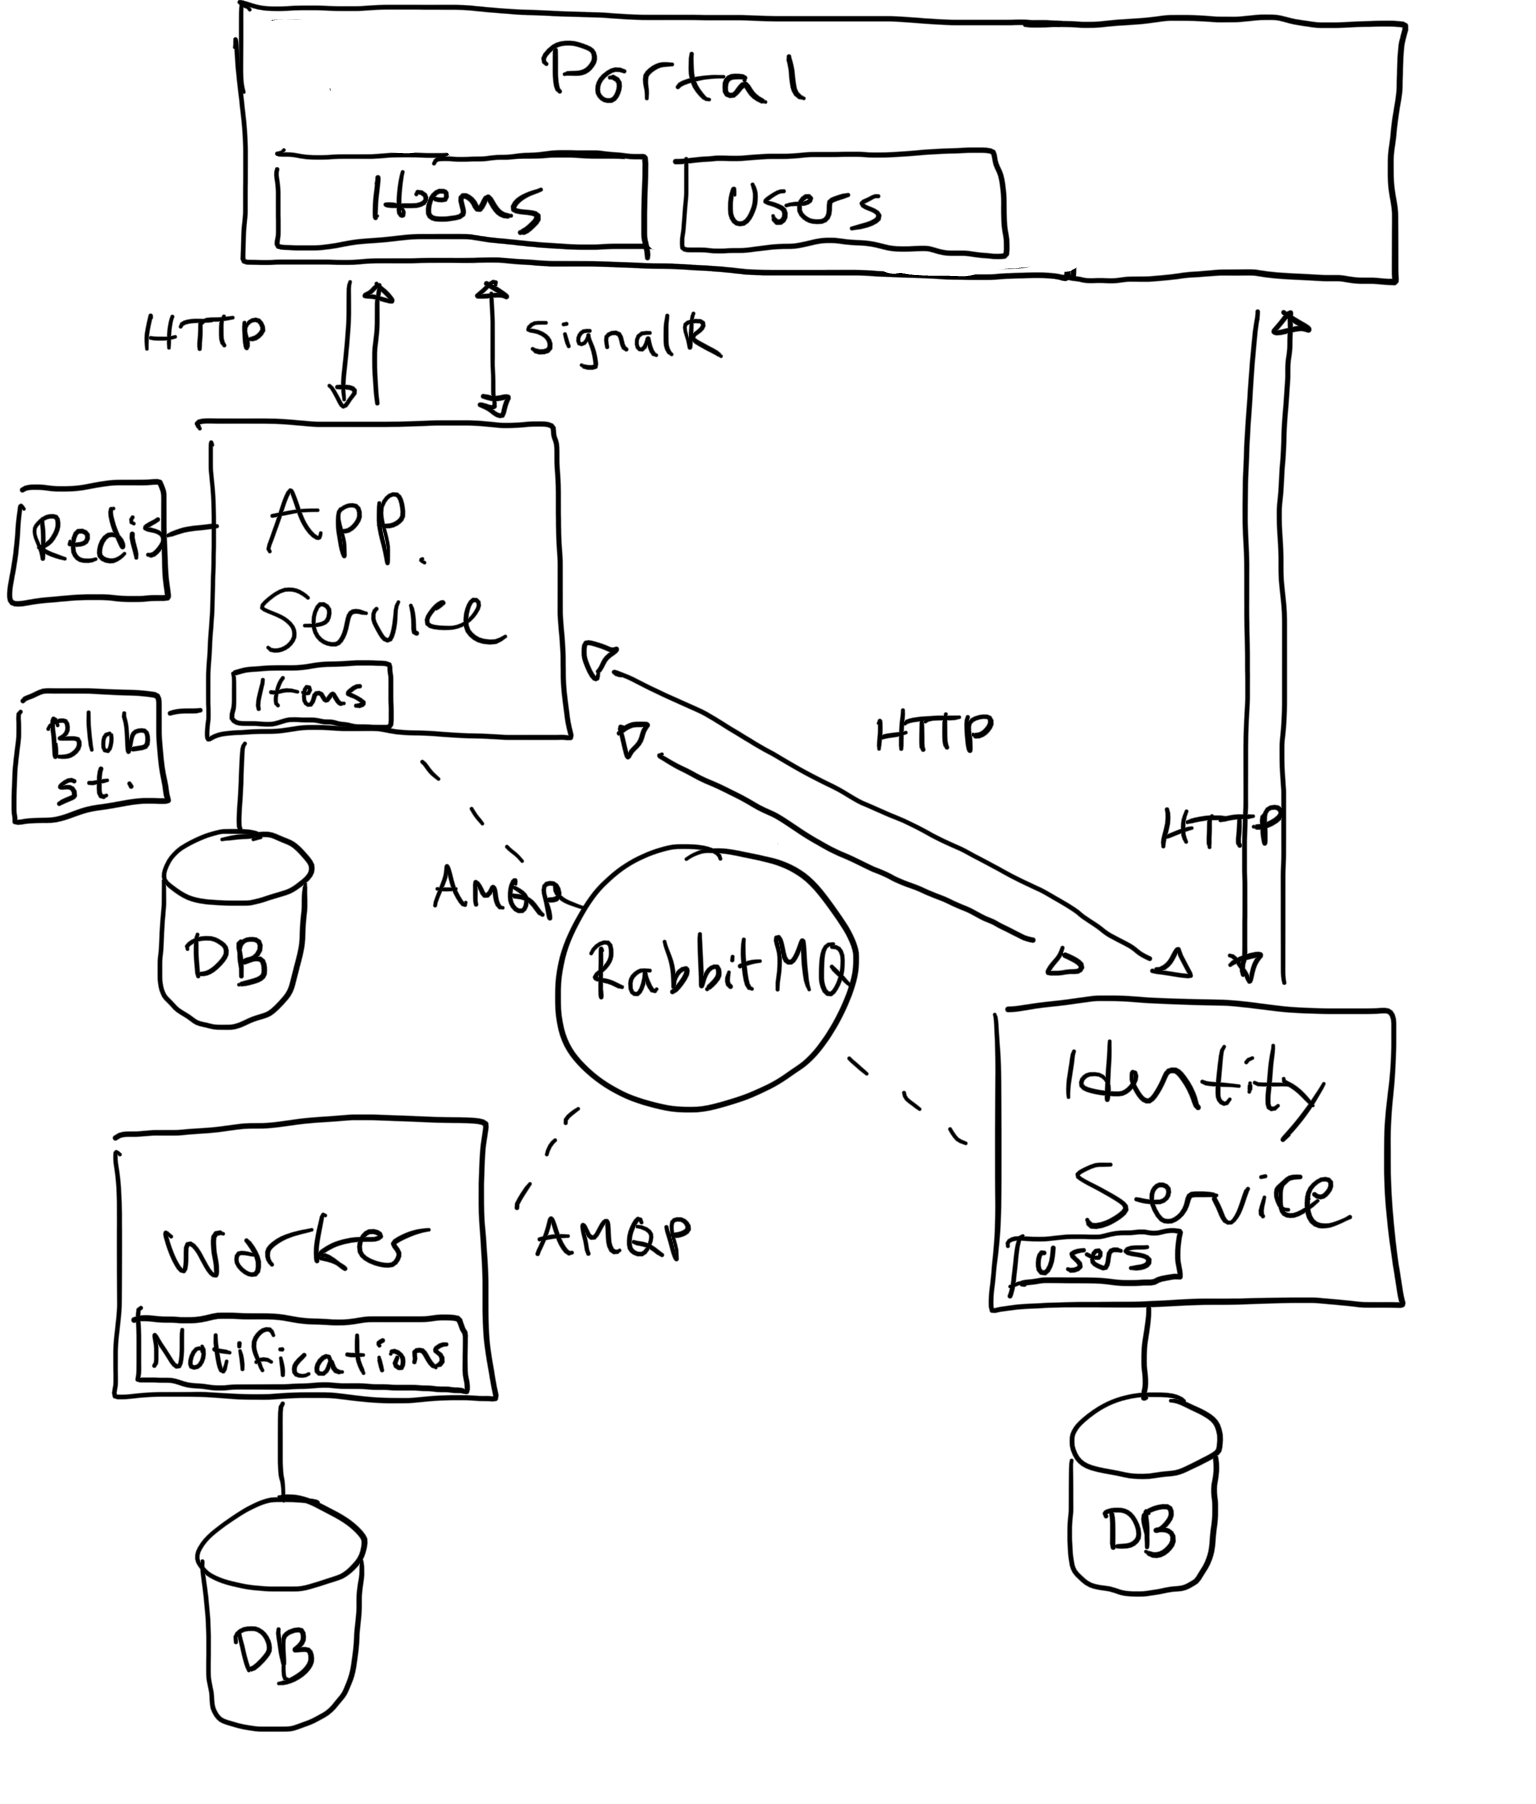 Portal
Items
Users
HTTP
SignalR
Redis
App.
Service
Items
Blob
st.
HTTP
HTTP
DB
AMQP
RabbitMQ
Identity
Service
Users
Worker
AMQP
Notifications
DB
DB